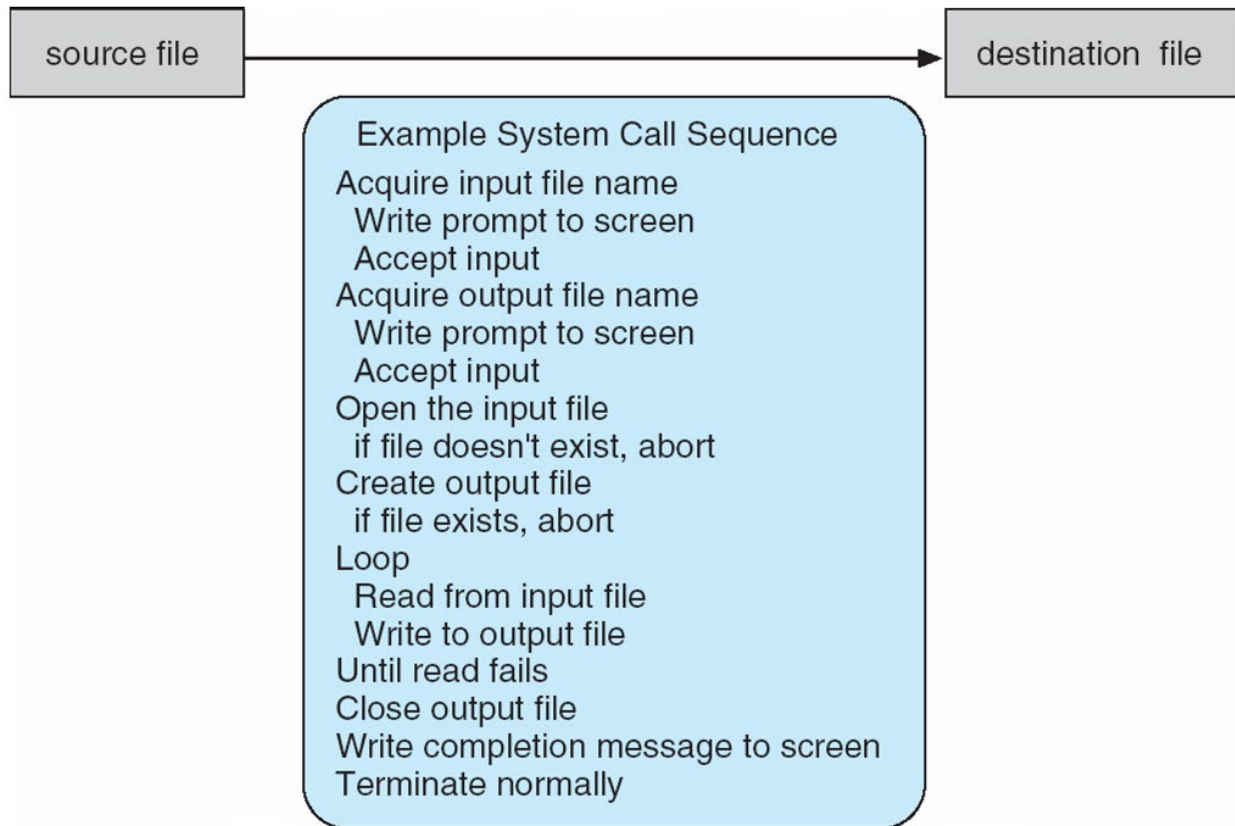 source file
destination file
Example System Call Sequence
Acquire input file name
Write prompt to screen
Accept input
Acquire output file name
Write prompt to screen
Accept input
Open the input file
if file doesn't exist, abort
Create output file
if file exists, abort
Loop
Read from input file
Write to output file
Until read fails
Close output file
Write completion message to screen
Terminate normally